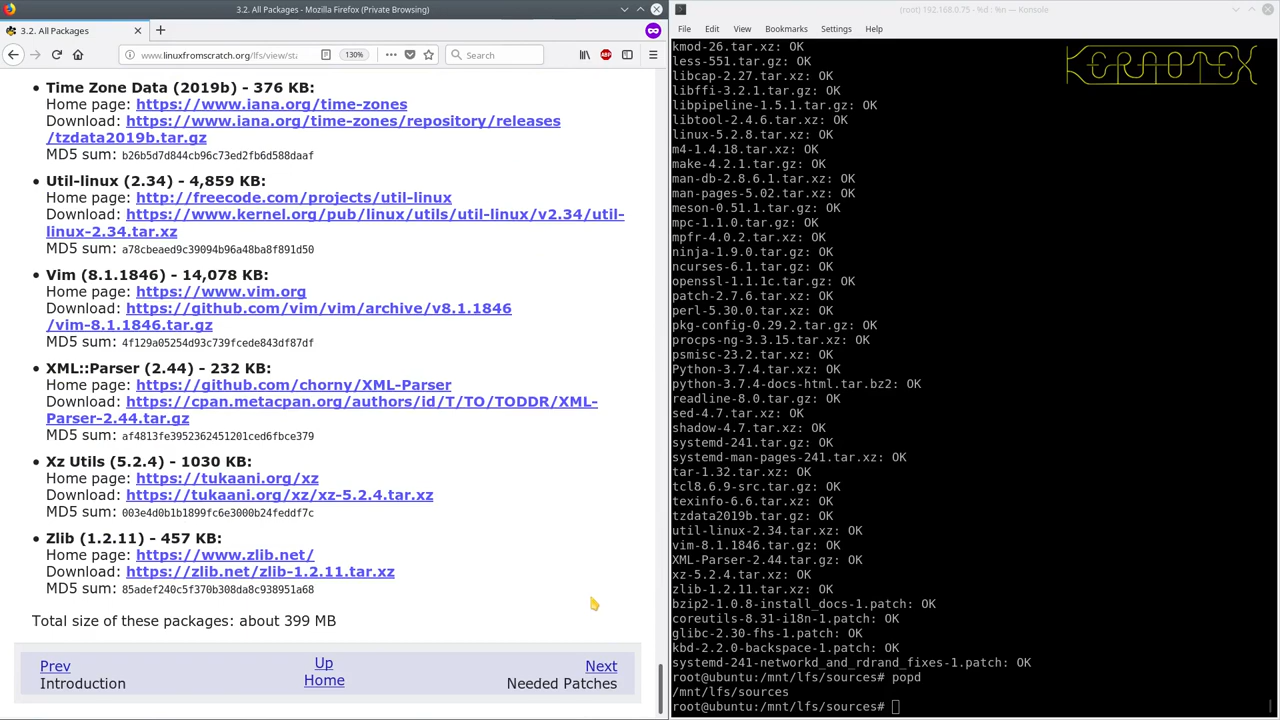 3.2. All Packages - Mozilla Firefox (Private Browsing)
3.2. All Packages
www.linuxfromscratch.org/lfs/view/sta
130%
Search
ABP
Time Zone Data (2019b) - 376 KB:
Home page: https://www.iana.org/time-zones
Download: https://www.iana.org/time-zones/repository/releases
/tzdata2019b.tar.gz
MD5 sum: b26b5d7d844cb96c73ed2fb6d588daaf
Util-linux (2.34) - 4,859 KB:
Home page: http://freecode.com/projects/util-linux
Download: https://www.kernel.org/pub/linux/utils/util-linux/v2.34/util-
linux-2.34.tar.xz
MD5 sum: a78cbeaed9c39094b96a48ba8f891d50
Vim (8.1.1846) - 14,078 KB:
Home page: https://www.vim.org
Download: https://github.com/vim/vim/archive/v8.1.1846
/vim-8.1.1846.tar.gz
MD5 sum: 4f129a05254d93c739fcede843df87df
XML::Parser (2.44) - 232 KB:
Home page: https://github.com/chorny/XML-Parser
Download: https://cpan.metacpan.org/authors/id/T/TO/TODDR/XML-
Parser-2.44.tar.gz
MD5 sum: af4813fe3952362451201ced6fbce379
Xz Utils (5.2.4) - 1030 KB:
Home page: https://tukaani.org/xz
Download: https://tukaani.org/xz/xz-5.2.4.tar.xz
MD5 sum: 003e4d0b1b1899fc6e3000b24feddf7c
Zlib (1.2.11) - 457 KB:
Home page: https://www.zlib.net/
Download: https://zlib.net/zlib-1.2.11.tar.xz
MD5 sum: 85adef240c5f370b308da8c938951a68
Total size of these packages: about 399 MB
Prev Up Next
Introduction Home Needed Patches
(root) 192.168.0.75 - %d : %n — Konsole
File Edit View Bookmarks Settings Help
KERNOTEX
kmod-26.tar.xz: OK
less-551.tar.gz: OK
libcap-2.27.tar.xz: OK
libffi-3.2.1.tar.gz: OK
libpipeline-1.5.1.tar.gz: OK
libtool-2.4.6.tar.xz: OK
linux-5.2.8.tar.xz: OK
m4-1.4.18.tar.xz: OK
make-4.2.1.tar.gz: OK
man-db-2.8.6.1.tar.xz: OK
man-pages-5.02.tar.xz: OK
meson-0.51.1.tar.gz: OK
mpc-1.1.0.tar.gz: OK
mpfr-4.0.2.tar.xz: OK
ninja-1.9.0.tar.gz: OK
ncurses-6.1.tar.gz: OK
openssl-1.1.1c.tar.gz: OK
patch-2.7.6.tar.xz: OK
perl-5.30.0.tar.xz: OK
pkg-config-0.29.2.tar.gz: OK
procps-ng-3.3.15.tar.xz: OK
psmisc-23.2.tar.xz: OK
Python-3.7.4.tar.xz: OK
python-3.7.4-docs-html.tar.bz2: OK
readline-8.0.tar.gz: OK
sed-4.7.tar.xz: OK
shadow-4.7.tar.xz: OK
systemd-241.tar.gz: OK
systemd-man-pages-241.tar.xz: OK
tar-1.32.tar.xz: OK
tcl8.6.9-src.tar.gz: OK
texinfo-6.6.tar.xz: OK
tzdata2019b.tar.gz: OK
util-linux-2.34.tar.xz: OK
vim-8.1.1846.tar.gz: OK
XML-Parser-2.44.tar.gz: OK
xz-5.2.4.tar.xz: OK
zlib-1.2.11.tar.xz: OK
bzip2-1.0.8-install_docs-1.patch: OK
coreutils-8.31-i18n-1.patch: OK
glibc-2.30-fhs-1.patch: OK
kbd-2.2.0-backspace-1.patch: OK
systemd-241-networkd_and_rdrand_fixes-1.patch: OK
root@ubuntu:/mnt/lfs/sources# popd
/mnt/lfs/sources
root@ubuntu:/mnt/lfs/sources#